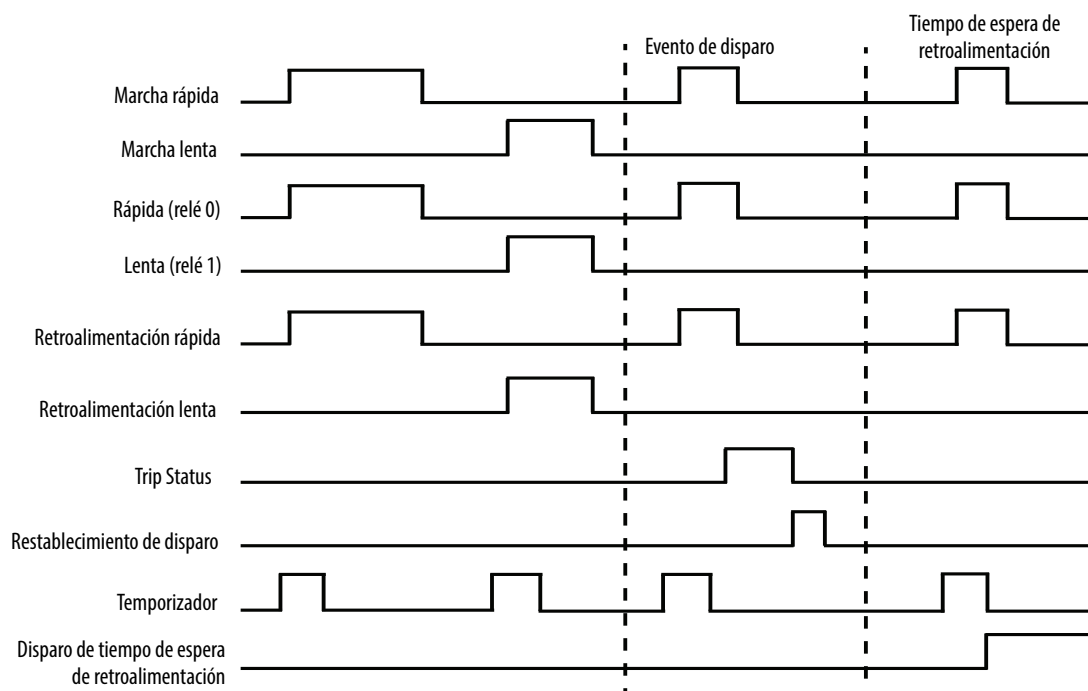 Evento de disparo
Tiempo de espera de
retroalimentación
Marcha rápida
Marcha lenta
Rápida (relé 0)
Lenta (relé 1)
Retroalimentación rápida
Retroalimentación lenta
Trip Status
Restablecimiento de disparo
Temporizador
Disparo de tiempo de espera
de retroalimentación